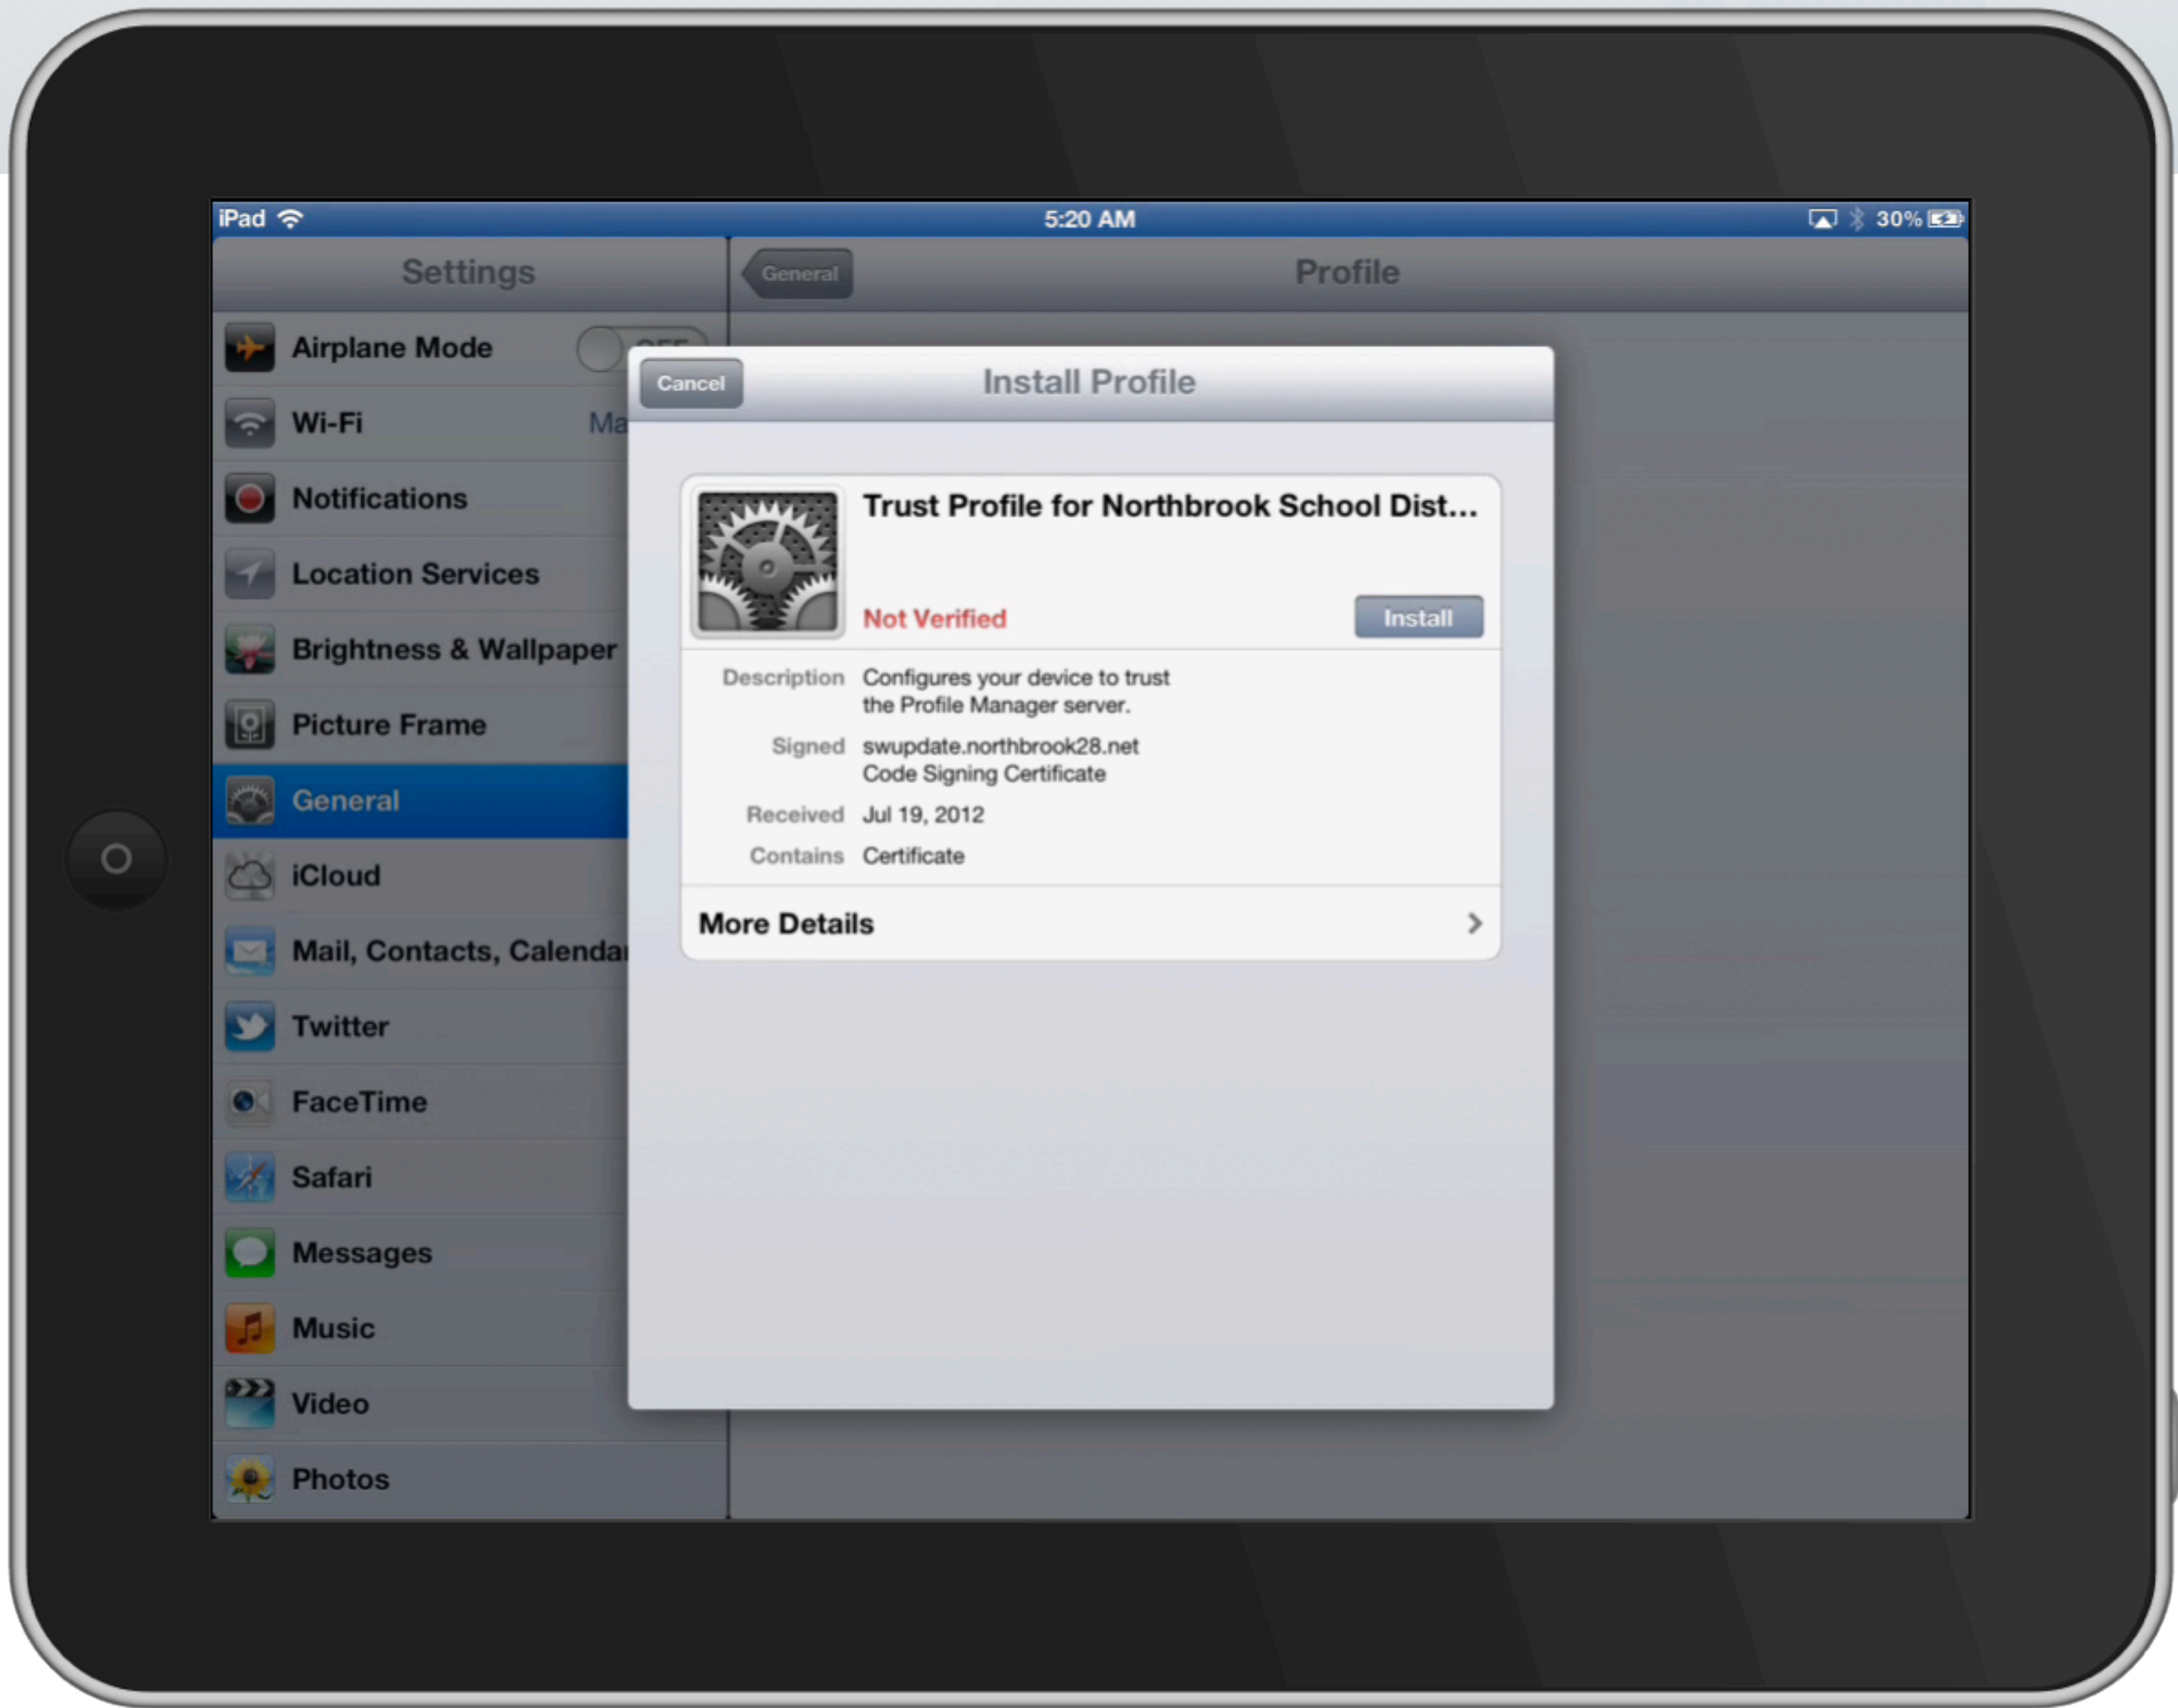 iPad
5:20 AM
30%
Settings
General
Profile
Airplane Mode
Wi-Fi
Notifications
Location Services
Brightness & Wallpaper
Picture Frame
General
iCloud
Mail, Contacts, Calendar
Twitter
FaceTime
Safari
Messages
Music
Video
Photos
Cancel
Install Profile
Trust Profile for Northbrook School Dist...
Not Verified
Install
Description Configures your device to trust
the Profile Manager server.
Signed swupdate.northbrook28.net
Code Signing Certificate
Received Jul 19, 2012
Contains Certificate
More Details